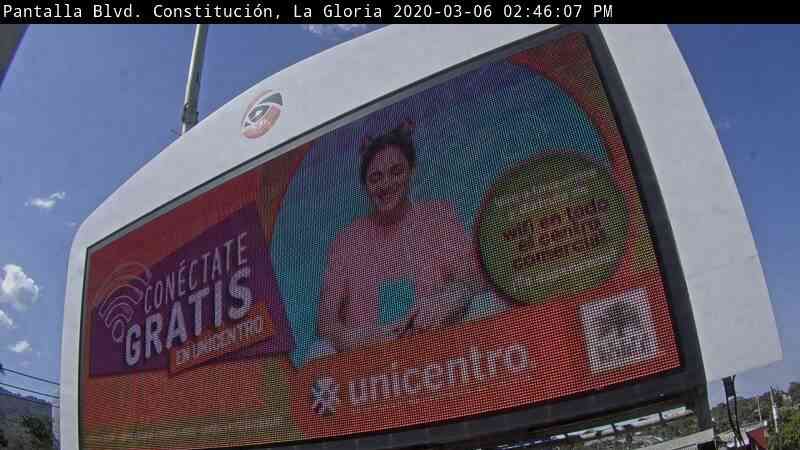 Pantalla Blvd. Constitución, La Gloria 2020-03-06 02:46:07 PM
CONÉCTATE
GRATIS
EN UNICENTRO
wifi en todo
el centro
comercial
unicentro